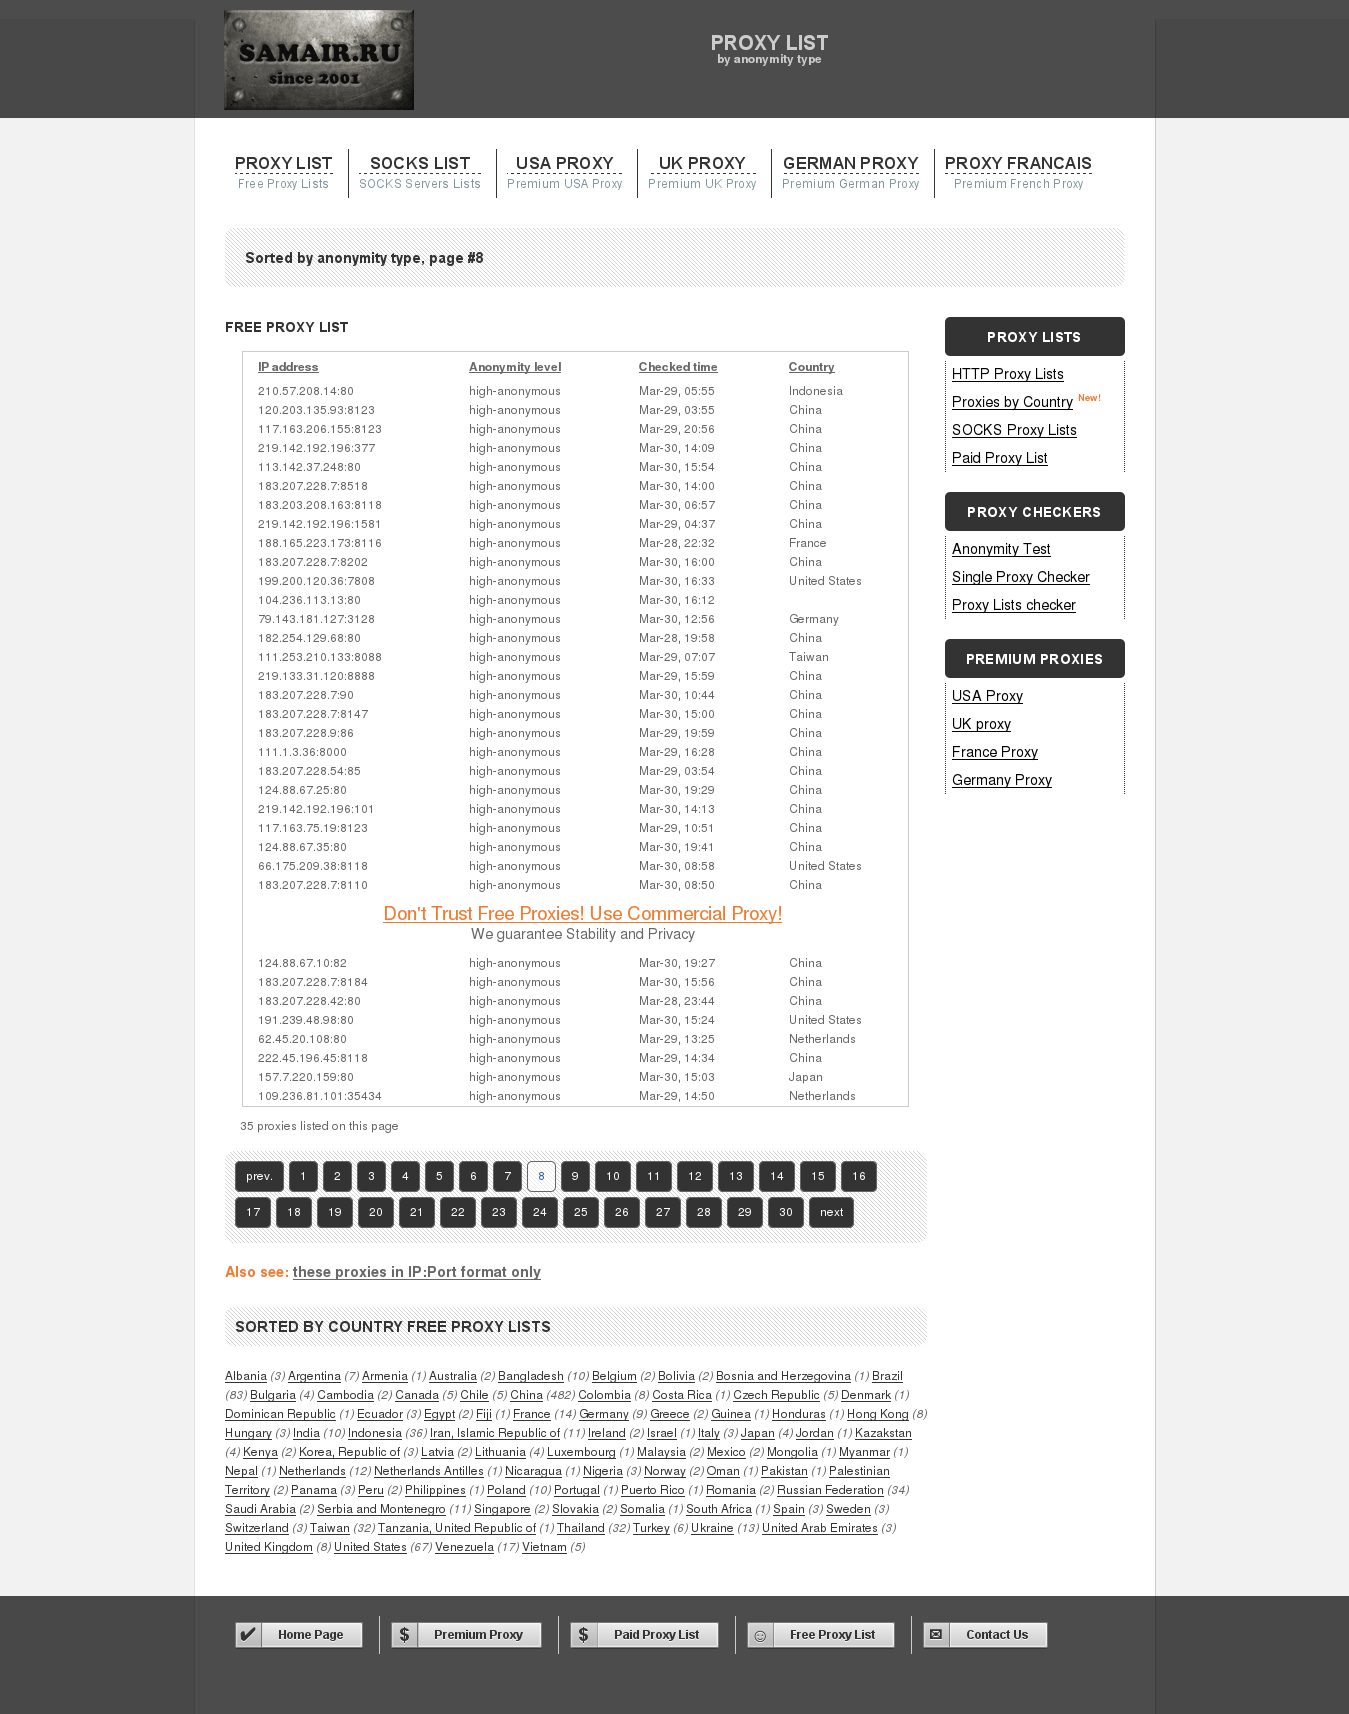 SAMAIR.RU
since 2001
PROXY LIST
by anonymity type
PROXY LIST SOCKS LIST USA PROXY UK PROXY GERMAN PROXY PROXY FRANCAIS
Free Proxy Lists SOCKS Servers Lists Premium USA Proxy Premium UK Proxy Premium German Proxy Premium French Proxy
Sorted by anonymity type, page #8
FREE PROXY LIST
IP address Anonymity level Checked time Country
210.57.208.14:80 high-anonymous Mar-29, 05:55 Indonesia
120.203.135.93:8123 high-anonymous Mar-29, 03:55 China
117.163.206.155:8123 high-anonymous Mar-29, 20:56 China
219.142.192.196:377 high-anonymous Mar-30, 14:09 China
113.142.37.248:80 high-anonymous Mar-30, 15:54 China
183.207.228.7:8518 high-anonymous Mar-30, 14:00 China
183.203.208.163:8118 high-anonymous Mar-30, 06:57 China
219.142.192.196:1581 high-anonymous Mar-29, 04:37 China
188.165.223.173:8116 high-anonymous Mar-28, 22:32 France
183.207.228.7:8202 high-anonymous Mar-30, 16:00 China
199.200.120.36:7808 high-anonymous Mar-30, 16:33 United States
104.236.113.13:80 high-anonymous Mar-30, 16:12
79.143.181.127:3128 high-anonymous Mar-30, 12:56 Germany
182.254.129.68:80 high-anonymous Mar-28, 19:58 China
111.253.210.133:8088 high-anonymous Mar-29, 07:07 Taiwan
219.133.31.120:8888 high-anonymous Mar-29, 15:59 China
183.207.228.7:90 high-anonymous Mar-30, 10:44 China
183.207.228.7:8147 high-anonymous Mar-30, 15:00 China
183.207.228.9:86 high-anonymous Mar-29, 19:59 China
111.1.3.36:8000 high-anonymous Mar-29, 16:28 China
183.207.228.54:85 high-anonymous Mar-29, 03:54 China
124.88.67.25:80 high-anonymous Mar-30, 19:29 China
219.142.192.196:101 high-anonymous Mar-30, 14:13 China
117.163.75.19:8123 high-anonymous Mar-29, 10:51 China
124.88.67.35:80 high-anonymous Mar-30, 19:41 China
66.175.209.38:8118 high-anonymous Mar-30, 08:58 United States
183.207.228.7:8110 high-anonymous Mar-30, 08:50 China
Don't Trust Free Proxies! Use Commercial Proxy!
We guarantee Stability and Privacy
124.88.67.10:82 high-anonymous Mar-30, 19:27 China
183.207.228.7:8184 high-anonymous Mar-30, 15:56 China
183.207.228.42:80 high-anonymous Mar-28, 23:44 China
191.239.48.98:80 high-anonymous Mar-30, 15:24 United States
62.45.20.108:80 high-anonymous Mar-29, 13:25 Netherlands
222.45.196.45:8118 high-anonymous Mar-29, 14:34 China
157.7.220.159:80 high-anonymous Mar-30, 15:03 Japan
109.236.81.101:35434 high-anonymous Mar-29, 14:50 Netherlands
35 proxies listed on this page
prev. 1 2 3 4 5 6 7 8 9 10 11 12 13 14 15 16
17 18 19 20 21 22 23 24 25 26 27 28 29 30 next
Also see: these proxies in IP:Port format only
SORTED BY COUNTRY FREE PROXY LISTS
Albania (3) Argentina (7) Armenia (1) Australia (2) Bangladesh (10) Belgium (2) Bolivia (2) Bosnia and Herzegovina (1) Brazil
(83) Bulgaria (4) Cambodia (2) Canada (5) Chile (5) China (482) Colombia (8) Costa Rica (1) Czech Republic (5) Denmark (1)
Dominican Republic (1) Ecuador (3) Egypt (2) Fiji (1) France (14) Germany (9) Greece (2) Guinea (1) Honduras (1) Hong Kong (8)
Hungary (3) India (10) Indonesia (36) Iran, Islamic Republic of (11) Ireland (2) Israel (1) Italy (3) Japan (4) Jordan (1) Kazakstan
(4) Kenya (2) Korea, Republic of (3) Latvia (2) Lithuania (4) Luxembourg (1) Malaysia (2) Mexico (2) Mongolia (1) Myanmar (1)
Nepal (1) Netherlands (12) Netherlands Antilles (1) Nicaragua (1) Nigeria (3) Norway (2) Oman (1) Pakistan (1) Palestinian
Territory (2) Panama (3) Peru (2) Philippines (1) Poland (10) Portugal (1) Puerto Rico (1) Romania (2) Russian Federation (34)
Saudi Arabia (2) Serbia and Montenegro (11) Singapore (2) Slovakia (2) Somalia (1) South Africa (1) Spain (3) Sweden (3)
Switzerland (3) Taiwan (32) Tanzania, United Republic of (1) Thailand (32) Turkey (6) Ukraine (13) United Arab Emirates (3)
United Kingdom (8) United States (67) Venezuela (17) Vietnam (5)
PROXY LISTS
HTTP Proxy Lists
Proxies by Country New!
SOCKS Proxy Lists
Paid Proxy List
PROXY CHECKERS
Anonymity Test
Single Proxy Checker
Proxy Lists checker
PREMIUM PROXIES
USA Proxy
UK proxy
France Proxy
Germany Proxy
✔ Home Page $ Premium Proxy $ Paid Proxy List ☺ Free Proxy List ✉ Contact Us